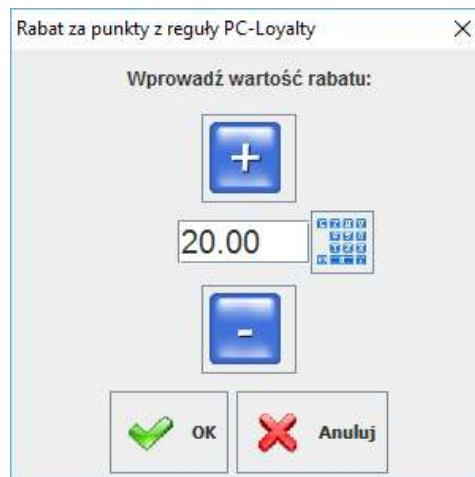 Rabat za punkty z reguły PC-Loyalty
Wprowadź wartość rabatu:
+
20.00
-
OK
Anuluj